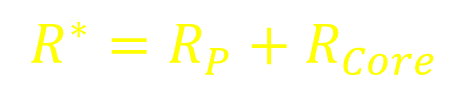 R* = R_P + R_Core